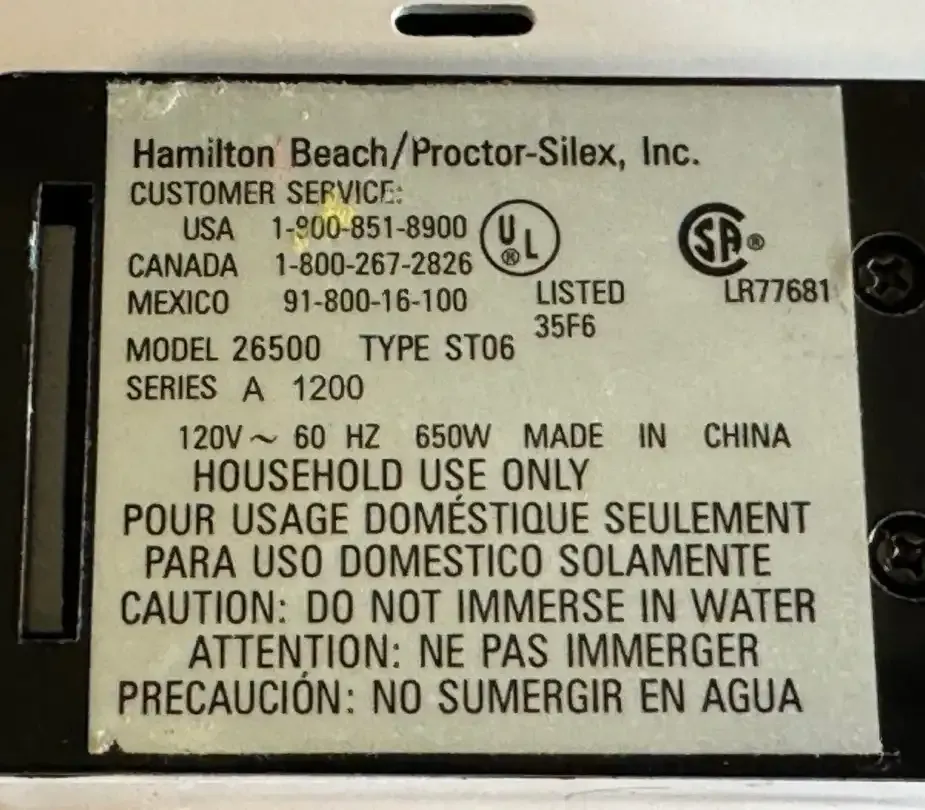 Hamilton Beach/Proctor-Silex, Inc.
CUSTOMER SERVICE:
USA 1-800-851-8900
CANADA 1-800-267-2826
MEXICO 91-800-16-100
UL
®
LISTED
35F6
SA®
LR77681
MODEL 26500 TYPE ST06
SERIES A 1200
120V~ 60 HZ 650W MADE IN CHINA
HOUSEHOLD USE ONLY
POUR USAGE DOMÉSTIQUE SEULEMENT
PARA USO DOMESTICO SOLAMENTE
CAUTION: DO NOT IMMERSE IN WATER
ATTENTION: NE PAS IMMERGER
PRECAUCIÓN: NO SUMERGIR EN AGUA